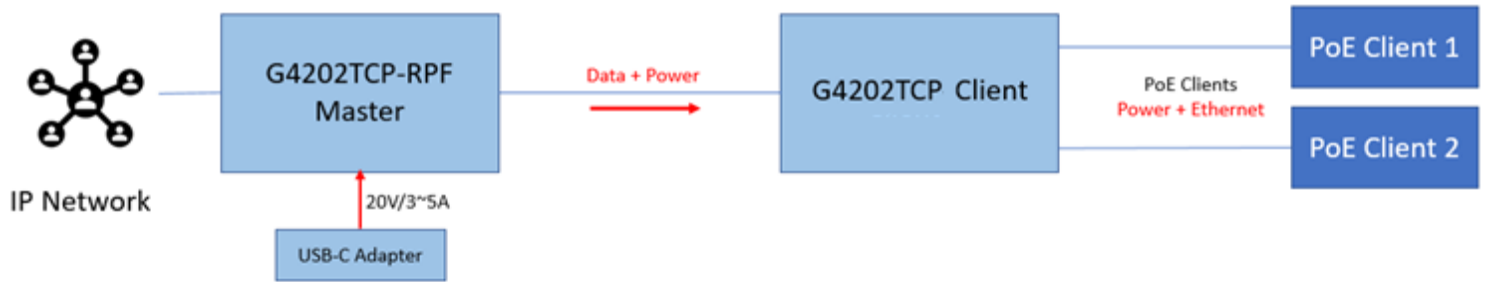 IP Network
G4202TCP-RPF
Master
20V/3~5A
USB-C Adapter
Data + Power
G4202TCP Client
PoE Clients
Power + Ethernet
PoE Client 1
PoE Client 2